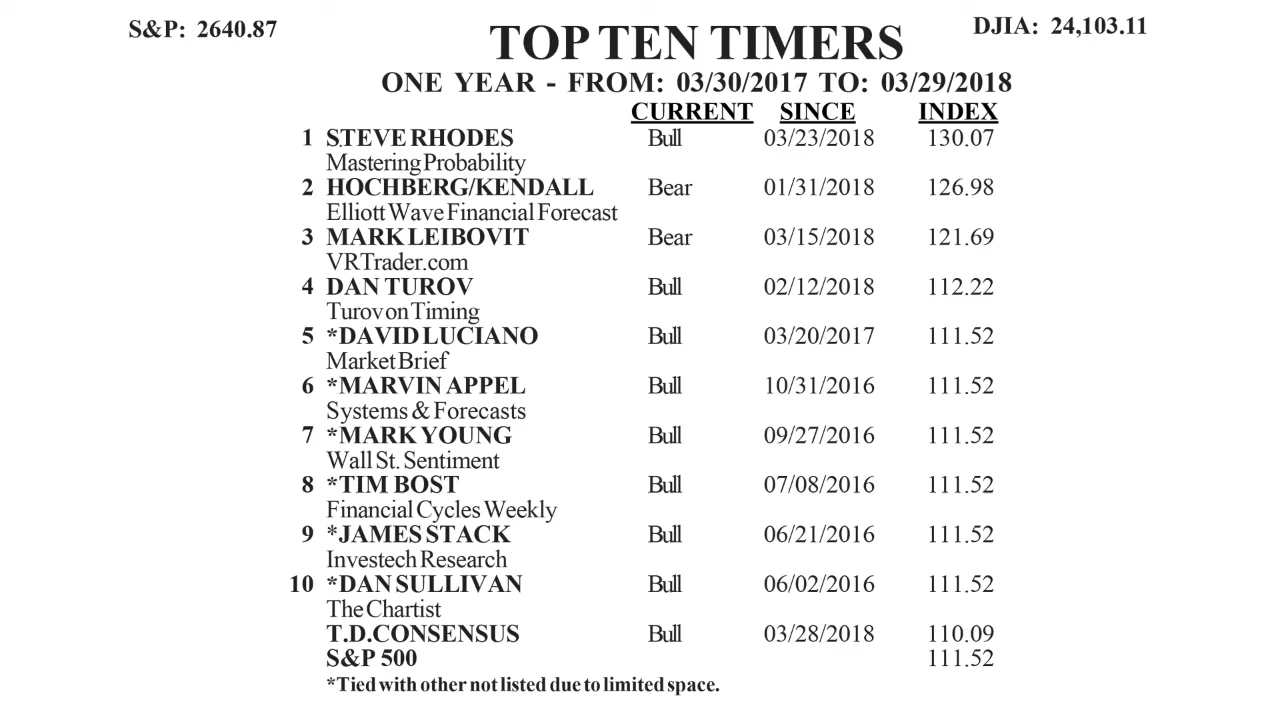 S&P: 2640.87
DJIA: 24,103.11
TOP TEN TIMERS
ONE YEAR - FROM: 03/30/2017 TO: 03/29/2018
CURRENT SINCE INDEX
1 STEVE RHODES Bull 03/23/2018 130.07
Mastering Probability
2 HOCHBERG/KENDALL Bear 01/31/2018 126.98
Elliott Wave Financial Forecast
3 MARK LEIBOVIT Bear 03/15/2018 121.69
VRTrader.com
4 DAN TUROV Bull 02/12/2018 112.22
Turov on Timing
5 *DAVID LUCIANO Bull 03/20/2017 111.52
Market Brief
6 *MARVIN APPEL Bull 10/31/2016 111.52
Systems & Forecasts
7 *MARK YOUNG Bull 09/27/2016 111.52
Wall St. Sentiment
8 *TIM BOST Bull 07/08/2016 111.52
Financial Cycles Weekly
9 *JAMES STACK Bull 06/21/2016 111.52
Investech Research
10 *DAN SULLIVAN Bull 06/02/2016 111.52
The Chartist
T.D.CONSENSUS Bull 03/28/2018 110.09
S&P 500 111.52
*Tied with other not listed due to limited space.